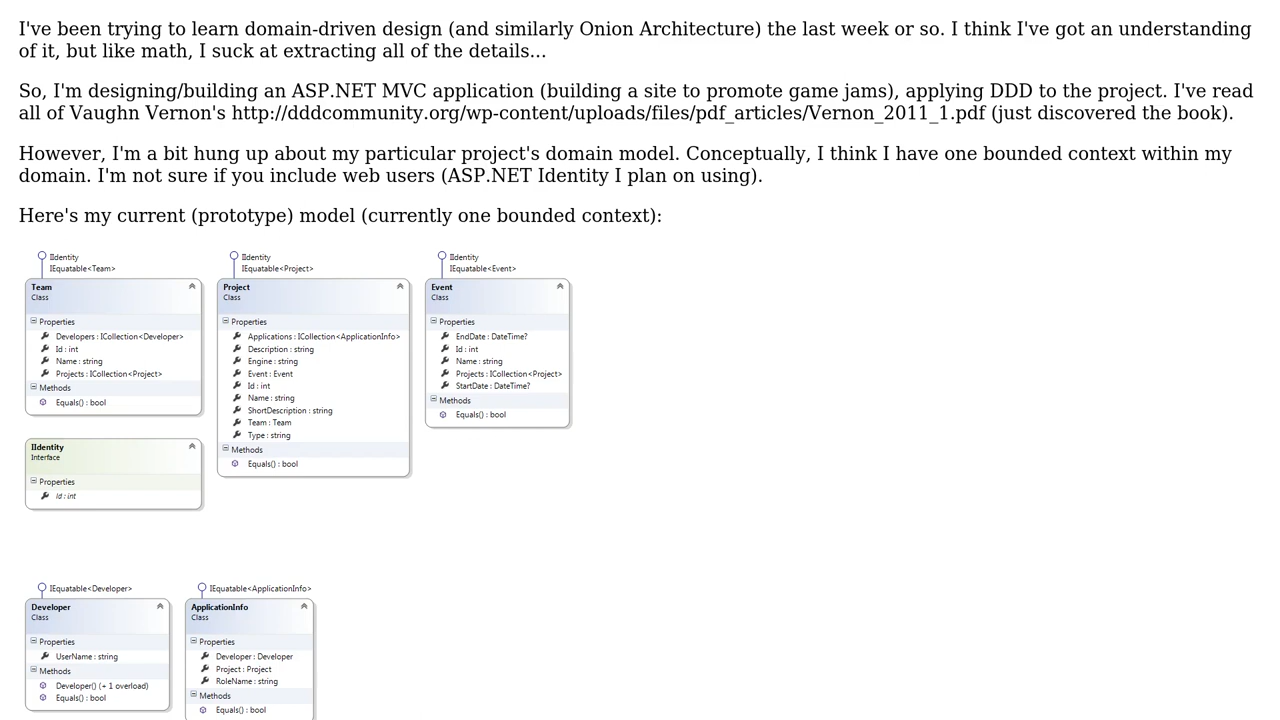 I've been trying to learn domain-driven design (and similarly Onion Architecture) the last week or so. I think I've got an understanding
of it, but like math, I suck at extracting all of the details...
So, I'm designing/building an ASP.NET MVC application (building a site to promote game jams), applying DDD to the project. I've read
all of Vaughn Vernon's http://dddcommunity.org/wp-content/uploads/files/pdf_articles/Vernon_2011_1.pdf (just discovered the book).
However, I'm a bit hung up about my particular project's domain model. Conceptually, I think I have one bounded context within my
domain. I'm not sure if you include web users (ASP.NET Identity I plan on using).
Here's my current (prototype) model (currently one bounded context):
IIdentity
IEquatable<Team>
Team
Class
Properties
Developers : ICollection<Developer>
Id : int
Name : string
Projects : ICollection<Project>
Methods
Equals() : bool
IIdentity
IEquatable<Project>
Project
Class
Properties
Applications : ICollection<ApplicationInfo>
Description : string
Engine : string
Event : Event
Id : int
Name : string
ShortDescription : string
Team : Team
Type : string
Methods
Equals() : bool
IIdentity
IEquatable<Event>
Event
Class
Properties
EndDate : DateTime?
Id : int
Name : string
Projects : ICollection<Project>
StartDate : DateTime?
Methods
Equals() : bool
IIdentity
Interface
Properties
Id : int
IEquatable<Developer>
Developer
Class
Properties
UserName : string
Methods
Developer() (+ 1 overload)
Equals() : bool
IEquatable<ApplicationInfo>
ApplicationInfo
Class
Properties
Developer : Developer
Project : Project
RoleName : string
Methods
Equals() : bool